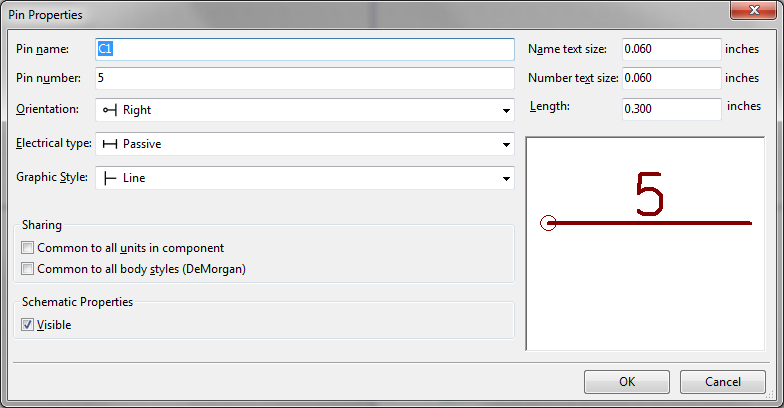 Pin Properties
Pin name: C1 Name text size: 0.060 inches
Pin number: 5 Number text size: 0.060 inches
Orientation: Right Length: 0.300 inches
Electrical type: Passive
Graphic Style: Line
5
Sharing
Common to all units in component
Common to all body styles (DeMorgan)
Schematic Properties
Visible
OK Cancel